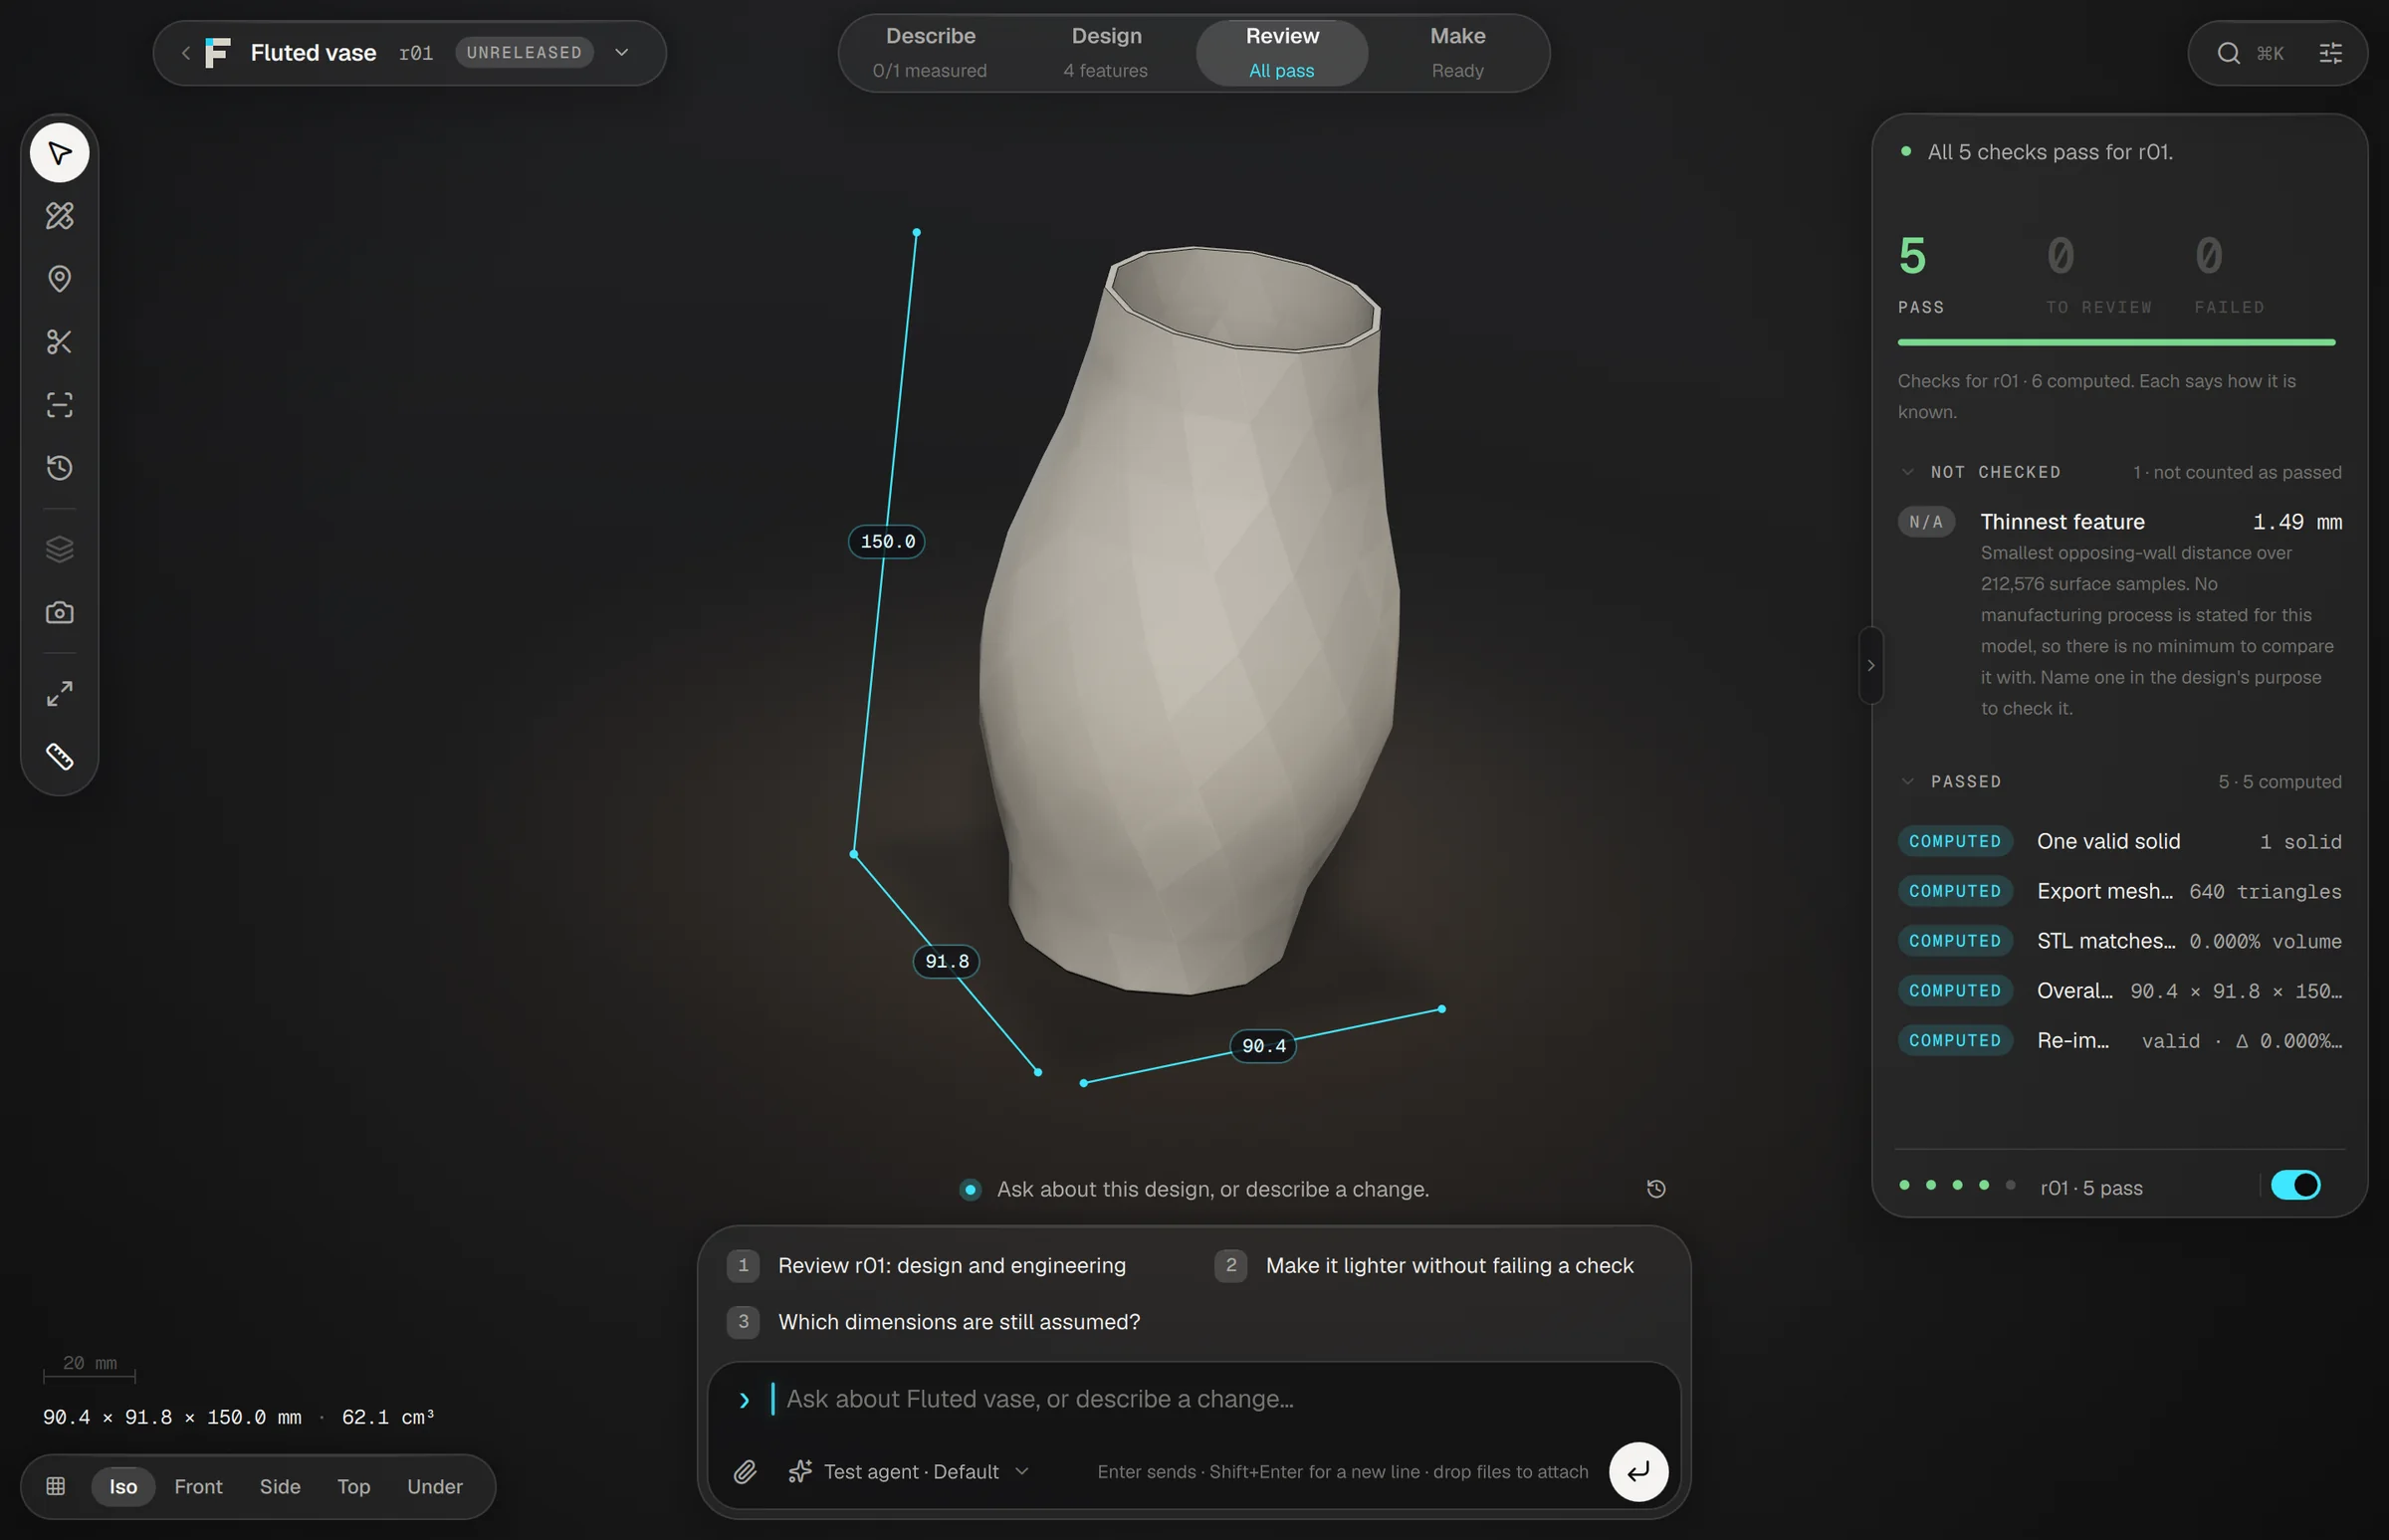 Fluted vase r01 UNRELEASED
Describe
0/1 measured
Design
4 features
Review
All pass
Make
Ready
⌘K
150.0
91.8
90.4
All 5 checks pass for r01.
5 0 0
PASS TO REVIEW FAILED
Checks for r01 · 6 computed. Each says how it is
known.
NOT CHECKED 1 · not counted as passed
N/A Thinnest feature 1.49 mm
Smallest opposing-wall distance over
212,576 surface samples. No
manufacturing process is stated for this
model, so there is no minimum to compare
it with. Name one in the design's purpose
to check it.
PASSED 5 · 5 computed
COMPUTED One valid solid 1 solid
COMPUTED Export mesh… 640 triangles
COMPUTED STL matches… 0.000% volume
COMPUTED Overal… 90.4 × 91.8 × 150…
COMPUTED Re-im… valid · Δ 0.000%…
r01 · 5 pass
Ask about this design, or describe a change.
1 Review r01: design and engineering
2 Make it lighter without failing a check
3 Which dimensions are still assumed?
Ask about Fluted vase, or describe a change…
Test agent · Default
Enter sends · Shift+Enter for a new line · drop files to attach
20 mm
90.4 × 91.8 × 150.0 mm · 62.1 cm³
Iso Front Side Top Under